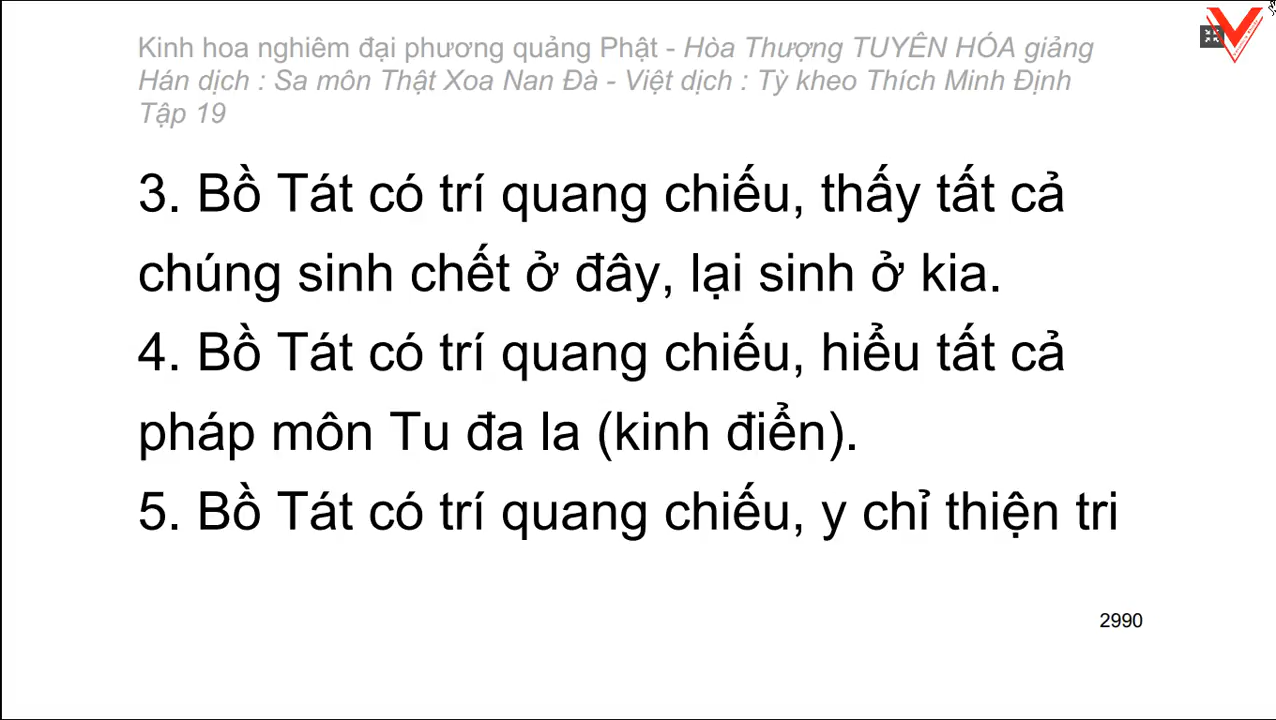 Kinh hoa nghiêm đại phương quảng Phật - Hòa Thượng TUYÊN HÓA giảng
Hán dịch : Sa môn Thật Xoa Nan Đà - Việt dịch : Tỳ kheo Thích Minh Định
Tập 19
3. Bồ Tát có trí quang chiếu, thấy tất cả
chúng sinh chết ở đây, lại sinh ở kia.
4. Bồ Tát có trí quang chiếu, hiểu tất cả
pháp môn Tu đa la (kinh điển).
5. Bồ Tát có trí quang chiếu, y chỉ thiện tri
2990